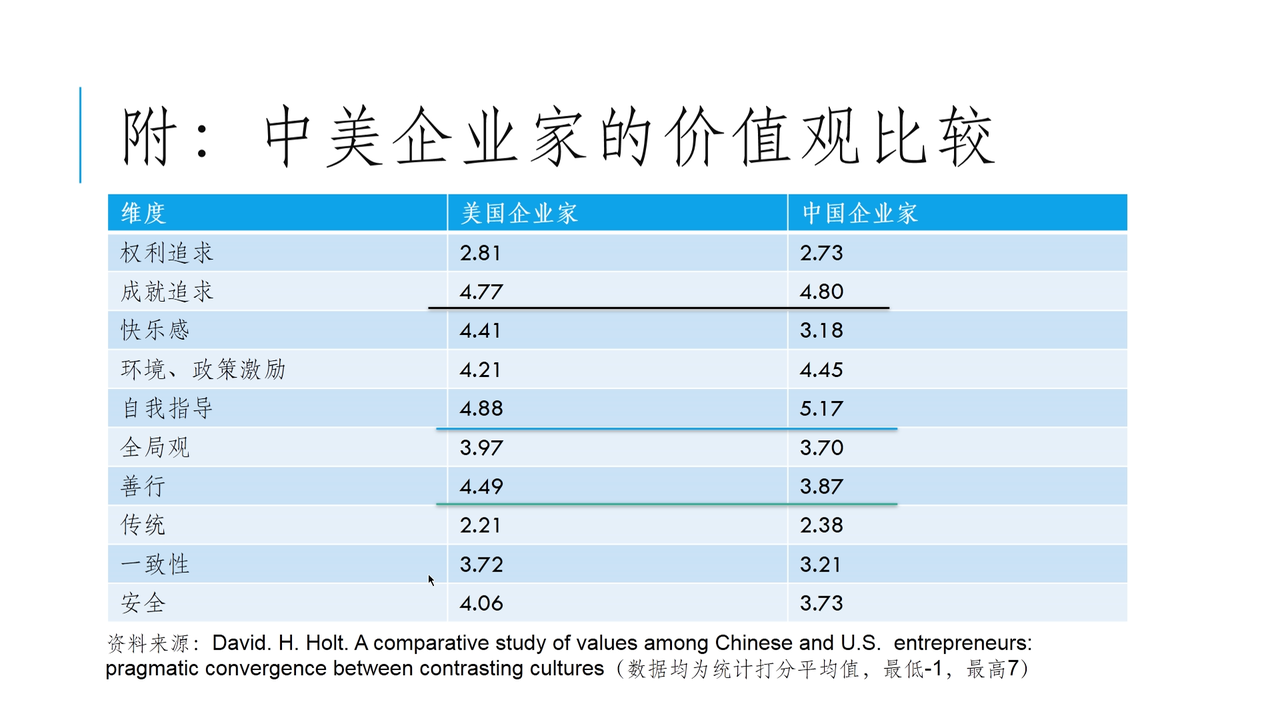 附： 中美企业家的价值观比较
维度 美国企业家 中国企业家
权利追求 2.81 2.73
成就追求 4.77 4.80
快乐感 4.41 3.18
环境、政策激励 4.21 4.45
自我指导 4.88 5.17
全局观 3.97 3.70
善行 4.49 3.87
传统 2.21 2.38
一致性 3.72 3.21
安全 4.06 3.73
资料来源：David. H. Holt. A comparative study of values among Chinese and U.S. entrepreneurs:
pragmatic convergence between contrasting cultures（数据均为统计打分平均值，最低-1，最高7）